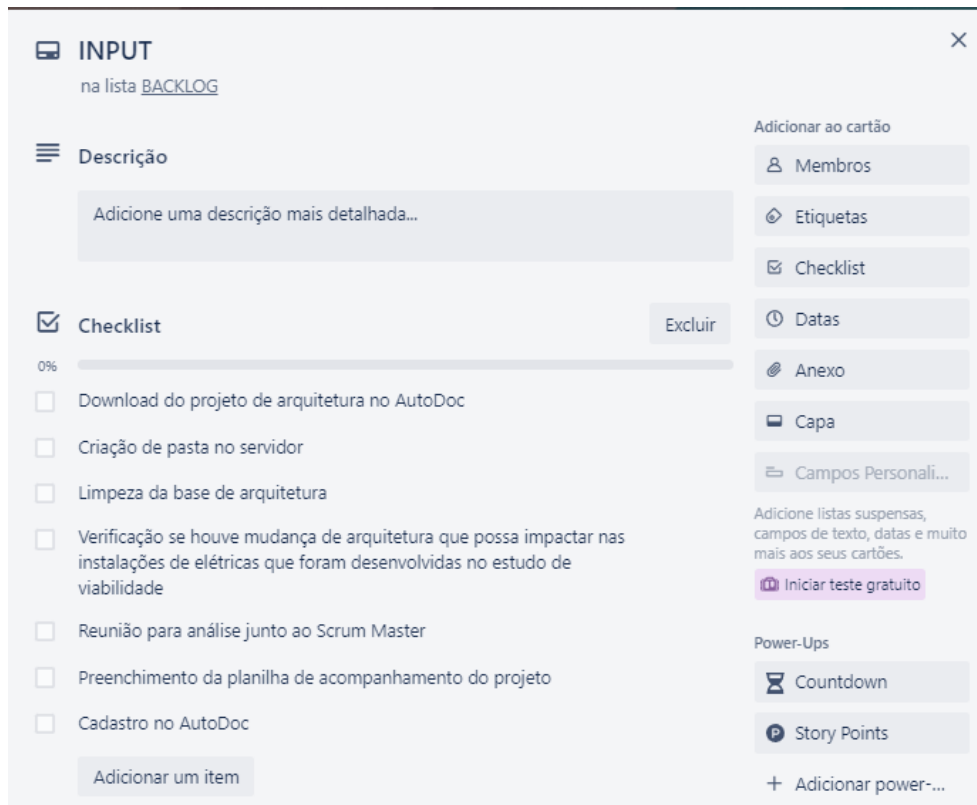 INPUT
na lista BACKLOG
Descrição
Adicione uma descrição mais detalhada...
Checklist
Excluir
0%
Download do projeto de arquitetura no AutoDoc
Criação de pasta no servidor
Limpeza da base de arquitetura
Verificação se houve mudança de arquitetura que possa impactar nas
instalações de elétricas que foram desenvolvidas no estudo de
viabilidade
Reunião para análise junto ao Scrum Master
Preenchimento da planilha de acompanhamento do projeto
Cadastro no AutoDoc
Adicionar um item
Adicionar ao cartão
Membros
Etiquetas
Checklist
Datas
Anexo
Capa
Campos Personali...
Adicione listas suspensas,
campos de texto, datas e muito
mais aos seus cartões.
Iniciar teste gratuito
Power-Ups
Countdown
Story Points
+ Adicionar power-...